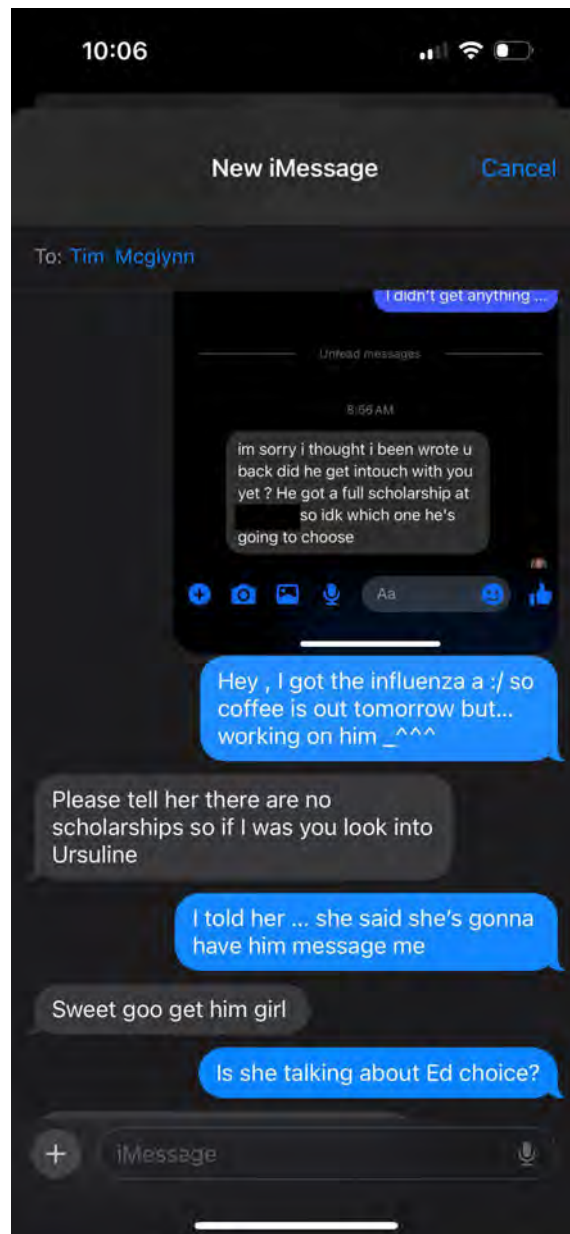 10:06
New iMessage
Cancel
To: Tim Mcglynn
I didn't get anything ...
Unread messages
8:56 AM
im sorry i thought i been wrote u
back did he get intouch with you
yet ? He got a full scholarship at
so idk which one he's
going to choose
Aa
Hey , I got the influenza a :/ so
coffee is out tomorrow but...
working on him _^^^
Please tell her there are no
scholarships so if I was you look into
Ursuline
I told her ... she said she's gonna
have him message me
Sweet goo get him girl
Is she talking about Ed choice?
iMessage